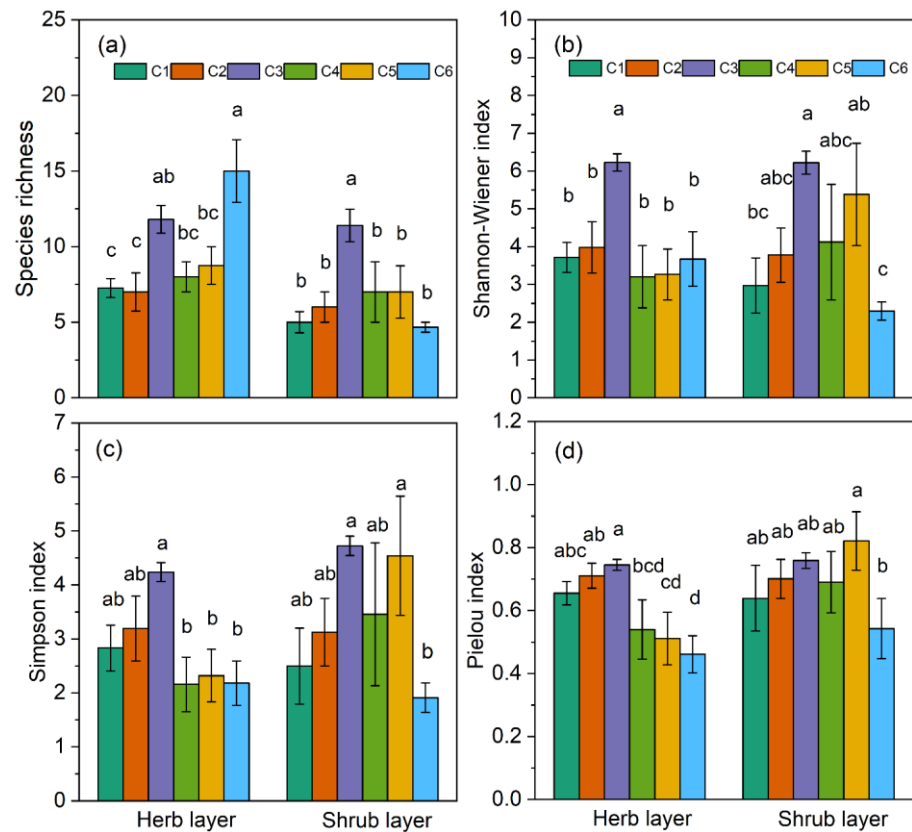 (a)
C1 C2 C3 C4 C5 C6
Species richness
25
20
15
10
5
0
c c ab bc bc a
b b a b b b
(b)
C1 C2 C3 C4 C5 C6
Shannon-Wiener index
10
9
8
7
6
5
4
3
2
1
0
b b a b b b
bc abc a abc ab c
(c)
Simpson index
7
6
5
4
3
2
1
0
ab ab a b b b
ab ab a ab a b
Herb layer Shrub layer
(d)
Pielou index
1.2
1.0
0.8
0.6
0.4
0.2
0.0
abc ab a bcd cd d
ab ab ab ab a b
Herb layer Shrub layer